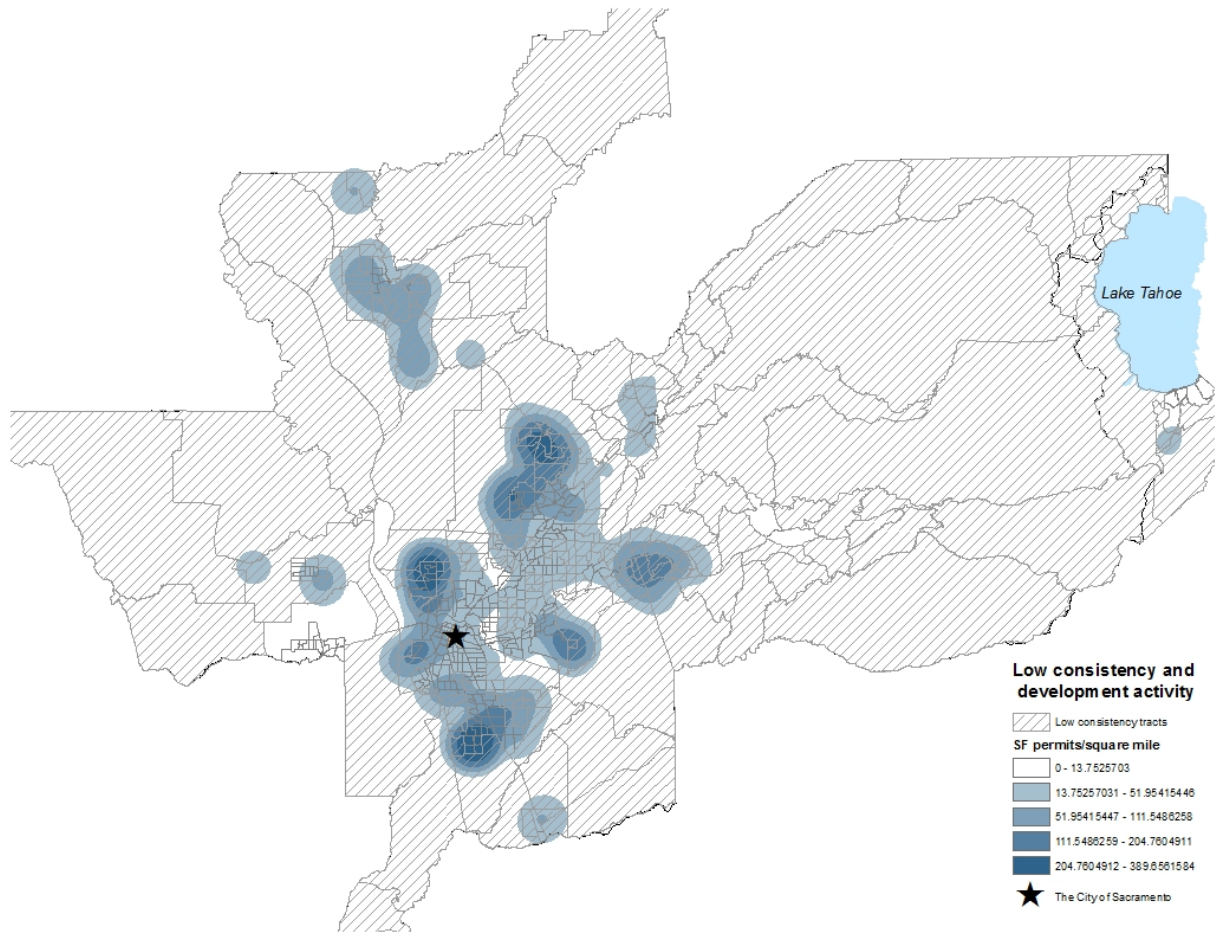 Lake Tahoe
Low consistency and
development activity
Low consistency tracts
SF permits/square mile
0 - 13.7525703
13.75257031 - 51.95415446
51.95415447 - 111.5486258
111.5486259 - 204.7604911
204.7604912 - 389.6561584
The City of Sacramento